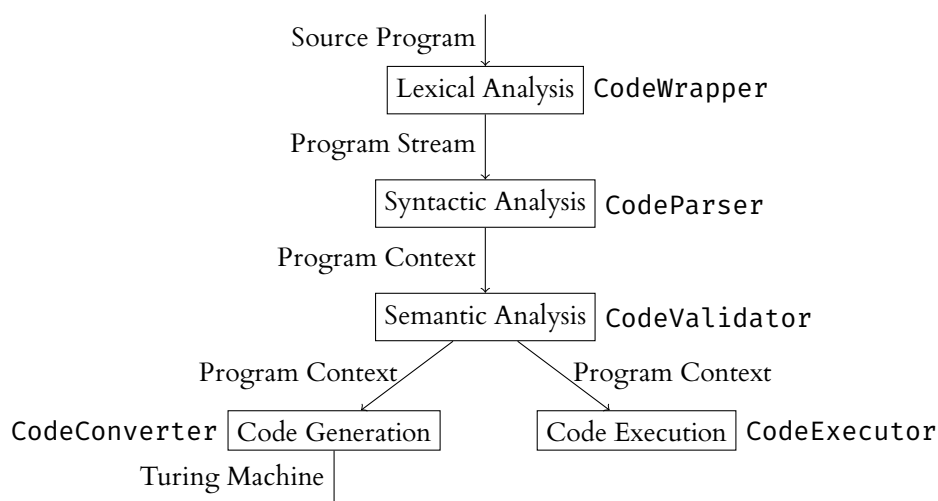 Source Program
Lexical Analysis CodeWrapper
Program Stream
Syntactic Analysis CodeParser
Program Context
Semantic Analysis CodeValidator
Program Context Program Context
CodeConverter Code Generation Code Execution CodeExecutor
Turing Machine